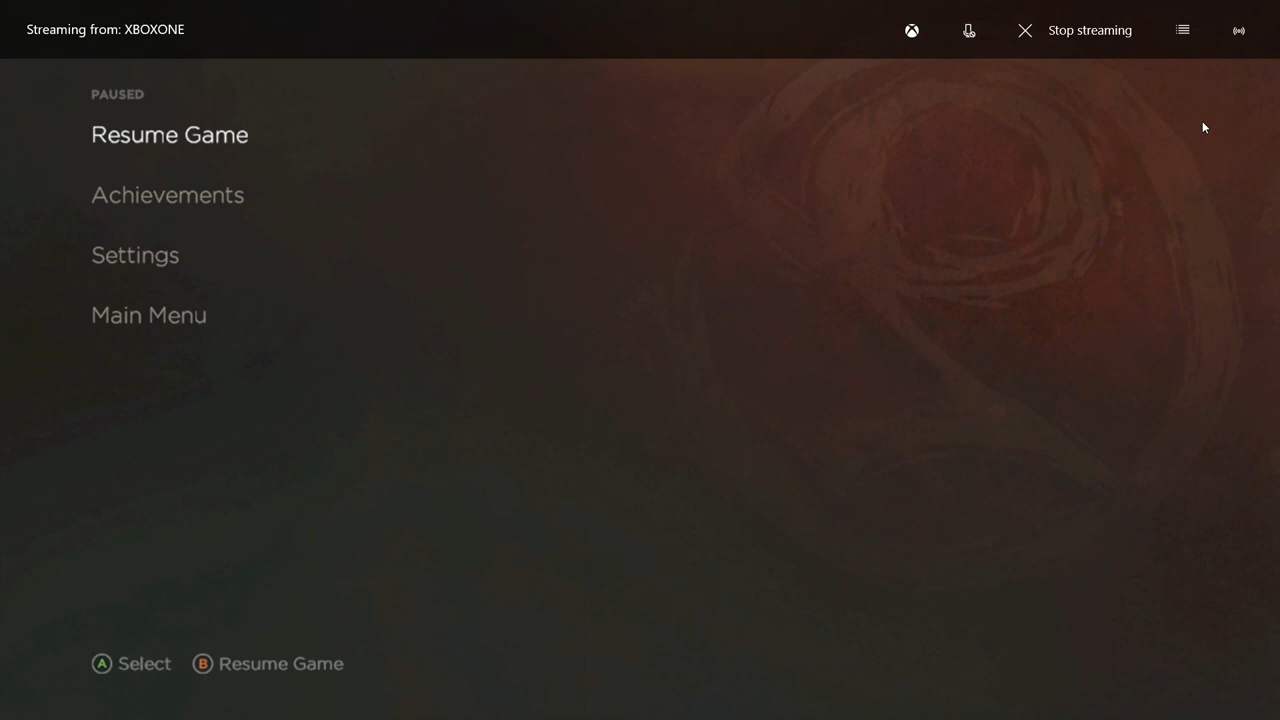 Streaming from: XBOXONE
Stop streaming
PAUSED
Resume Game
Achievements
Settings
Main Menu
A Select B Resume Game